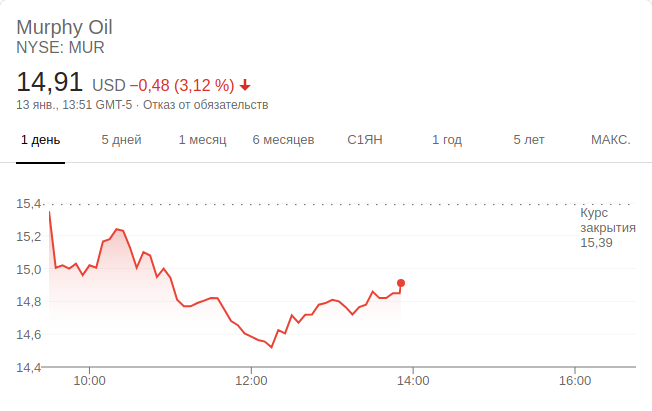 Murphy Oil
NYSE: MUR
14,91 USD −0,48 (3,12 %)
13 янв., 13:51 GMT-5 · Отказ от обязательств
1 день 5 дней 1 месяц 6 месяцев С1ЯН 1 год 5 лет МАКС.
15,4
Курс
закрытия
15,39
15,2
15,0
14,8
14,6
14,4
10:00 12:00 14:00 16:00